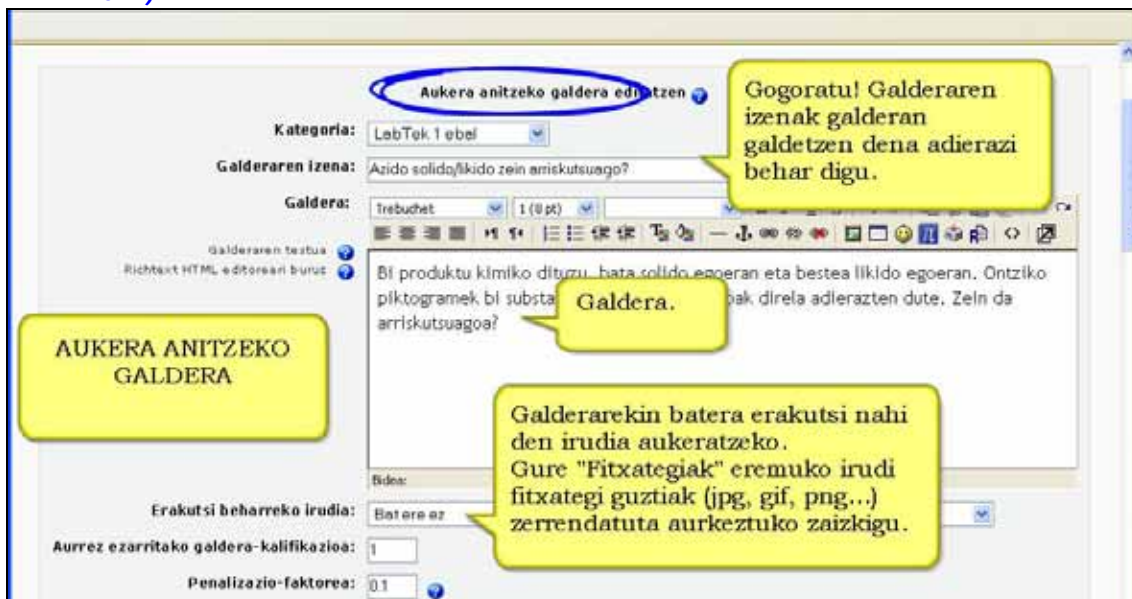 Aukera anitzeko galdera editatzen
Gogoratu! Galderaren
izenak galderan
galdetzen dena adierazi
behar digu.
Kategoria: LabTek 1 ebal
Galderaren izena: Azido solido/likido zein arriskutsuago?
Galdera: Trebuchet 1 (8 pt)
Galderaren testua
Richtext HTML editoreari buruz
Bi produktu kimiko dituzu, bata solido egoeran eta bestea likido egoeran. Ontziko
piktogramek bi direla adierazten dute. Zein da
arriskutsuagoa?
Galdera.
AUKERA ANITZEKO
GALDERA
Galderarekin batera erakutsi nahi
den irudia aukeratzeko.
Gure "Fitxategiak" eremuko irudi
fitxategi guztiak (jpg, gif, png...)
zerrendatuta aurkeztuko zaizkigu.
Bidea:
Erakutsi beharreko irudia: Batere ez
Aurrez ezarritako galdera-kalifikazioa: 1
Penalizazio-faktorea: 0.1